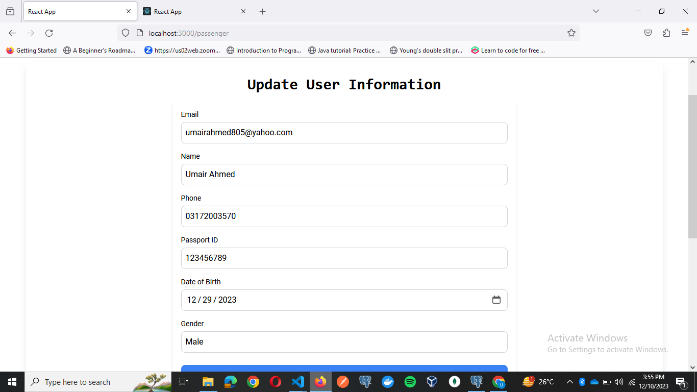 React App
React App
localhost:3000/passenger
Getting Started
A Beginner's Roadma...
https://us02web.zoom...
Introduction to Progra...
Java tutorial: Practice ...
Young's double slit pr...
Learn to code for free ...
Update User Information
Email
umairahmed805@yahoo.com
Name
Umair Ahmed
Phone
03172003570
Passport ID
123456789
Date of Birth
12 / 29 / 2023
Gender
Male
Activate Windows
Go to Settings to activate Windows.
Type here to search
26°C
3:55 PM
12/10/2023